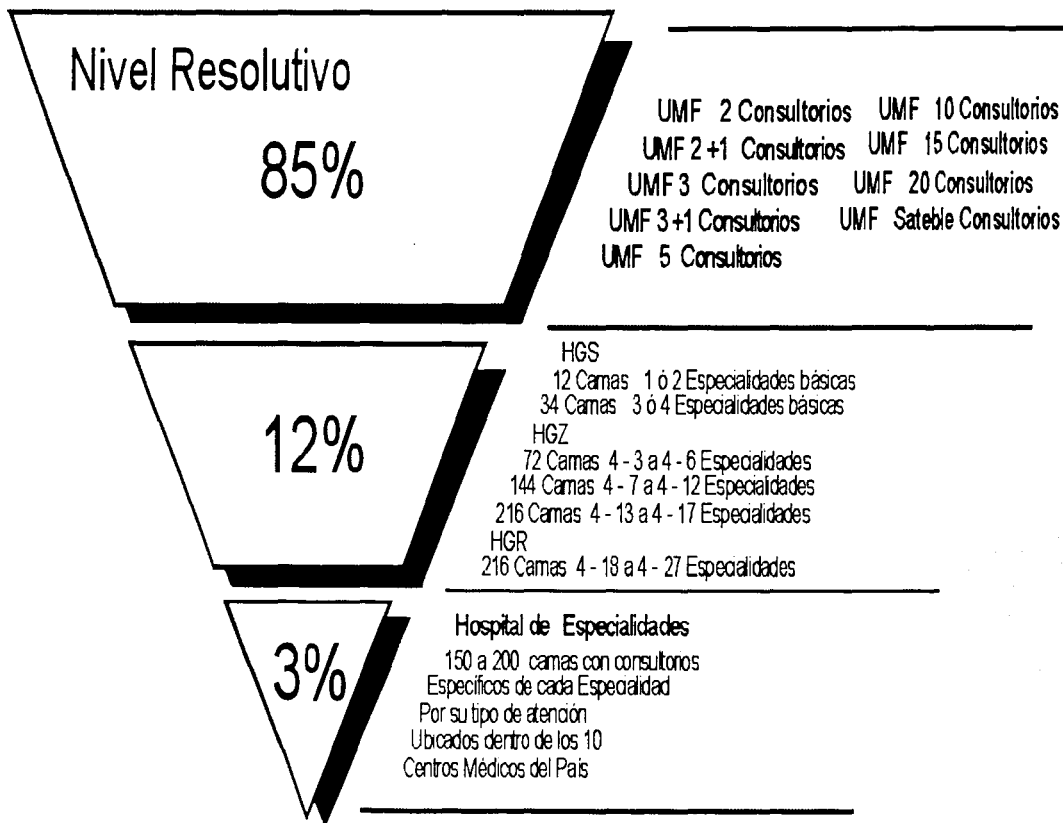 Nivel Resolutivo
85%
UMF 2 Consultorios UMF 10 Consultorios
UMF 2 +1 Consultorios UMF 15 Consultorios
UMF 3 Consultorios UMF 20 Consultorios
UMF 3 +1 Consultorios UMF Sateble Consultorios
UMF 5 Consultorios
12%
HGS
12 Camas 1 ó 2 Especialidades básicas
34 Camas 3 ó 4 Especialidades básicas
HGZ
72 Camas 4 - 3 a 4 - 6 Especialidades
144 Camas 4 - 7 a 4 - 12 Especialidades
216 Camas 4 - 13 a 4 - 17 Especialidades
HGR
216 Camas 4 - 18 a 4 - 27 Especialidades
3%
Hospital de Especialidades
150 a 200 camas con consultorios
Específicos de cada Especialidad
Por su tipo de atención
Ubicados dentro de los 10
Centros Médicos del País